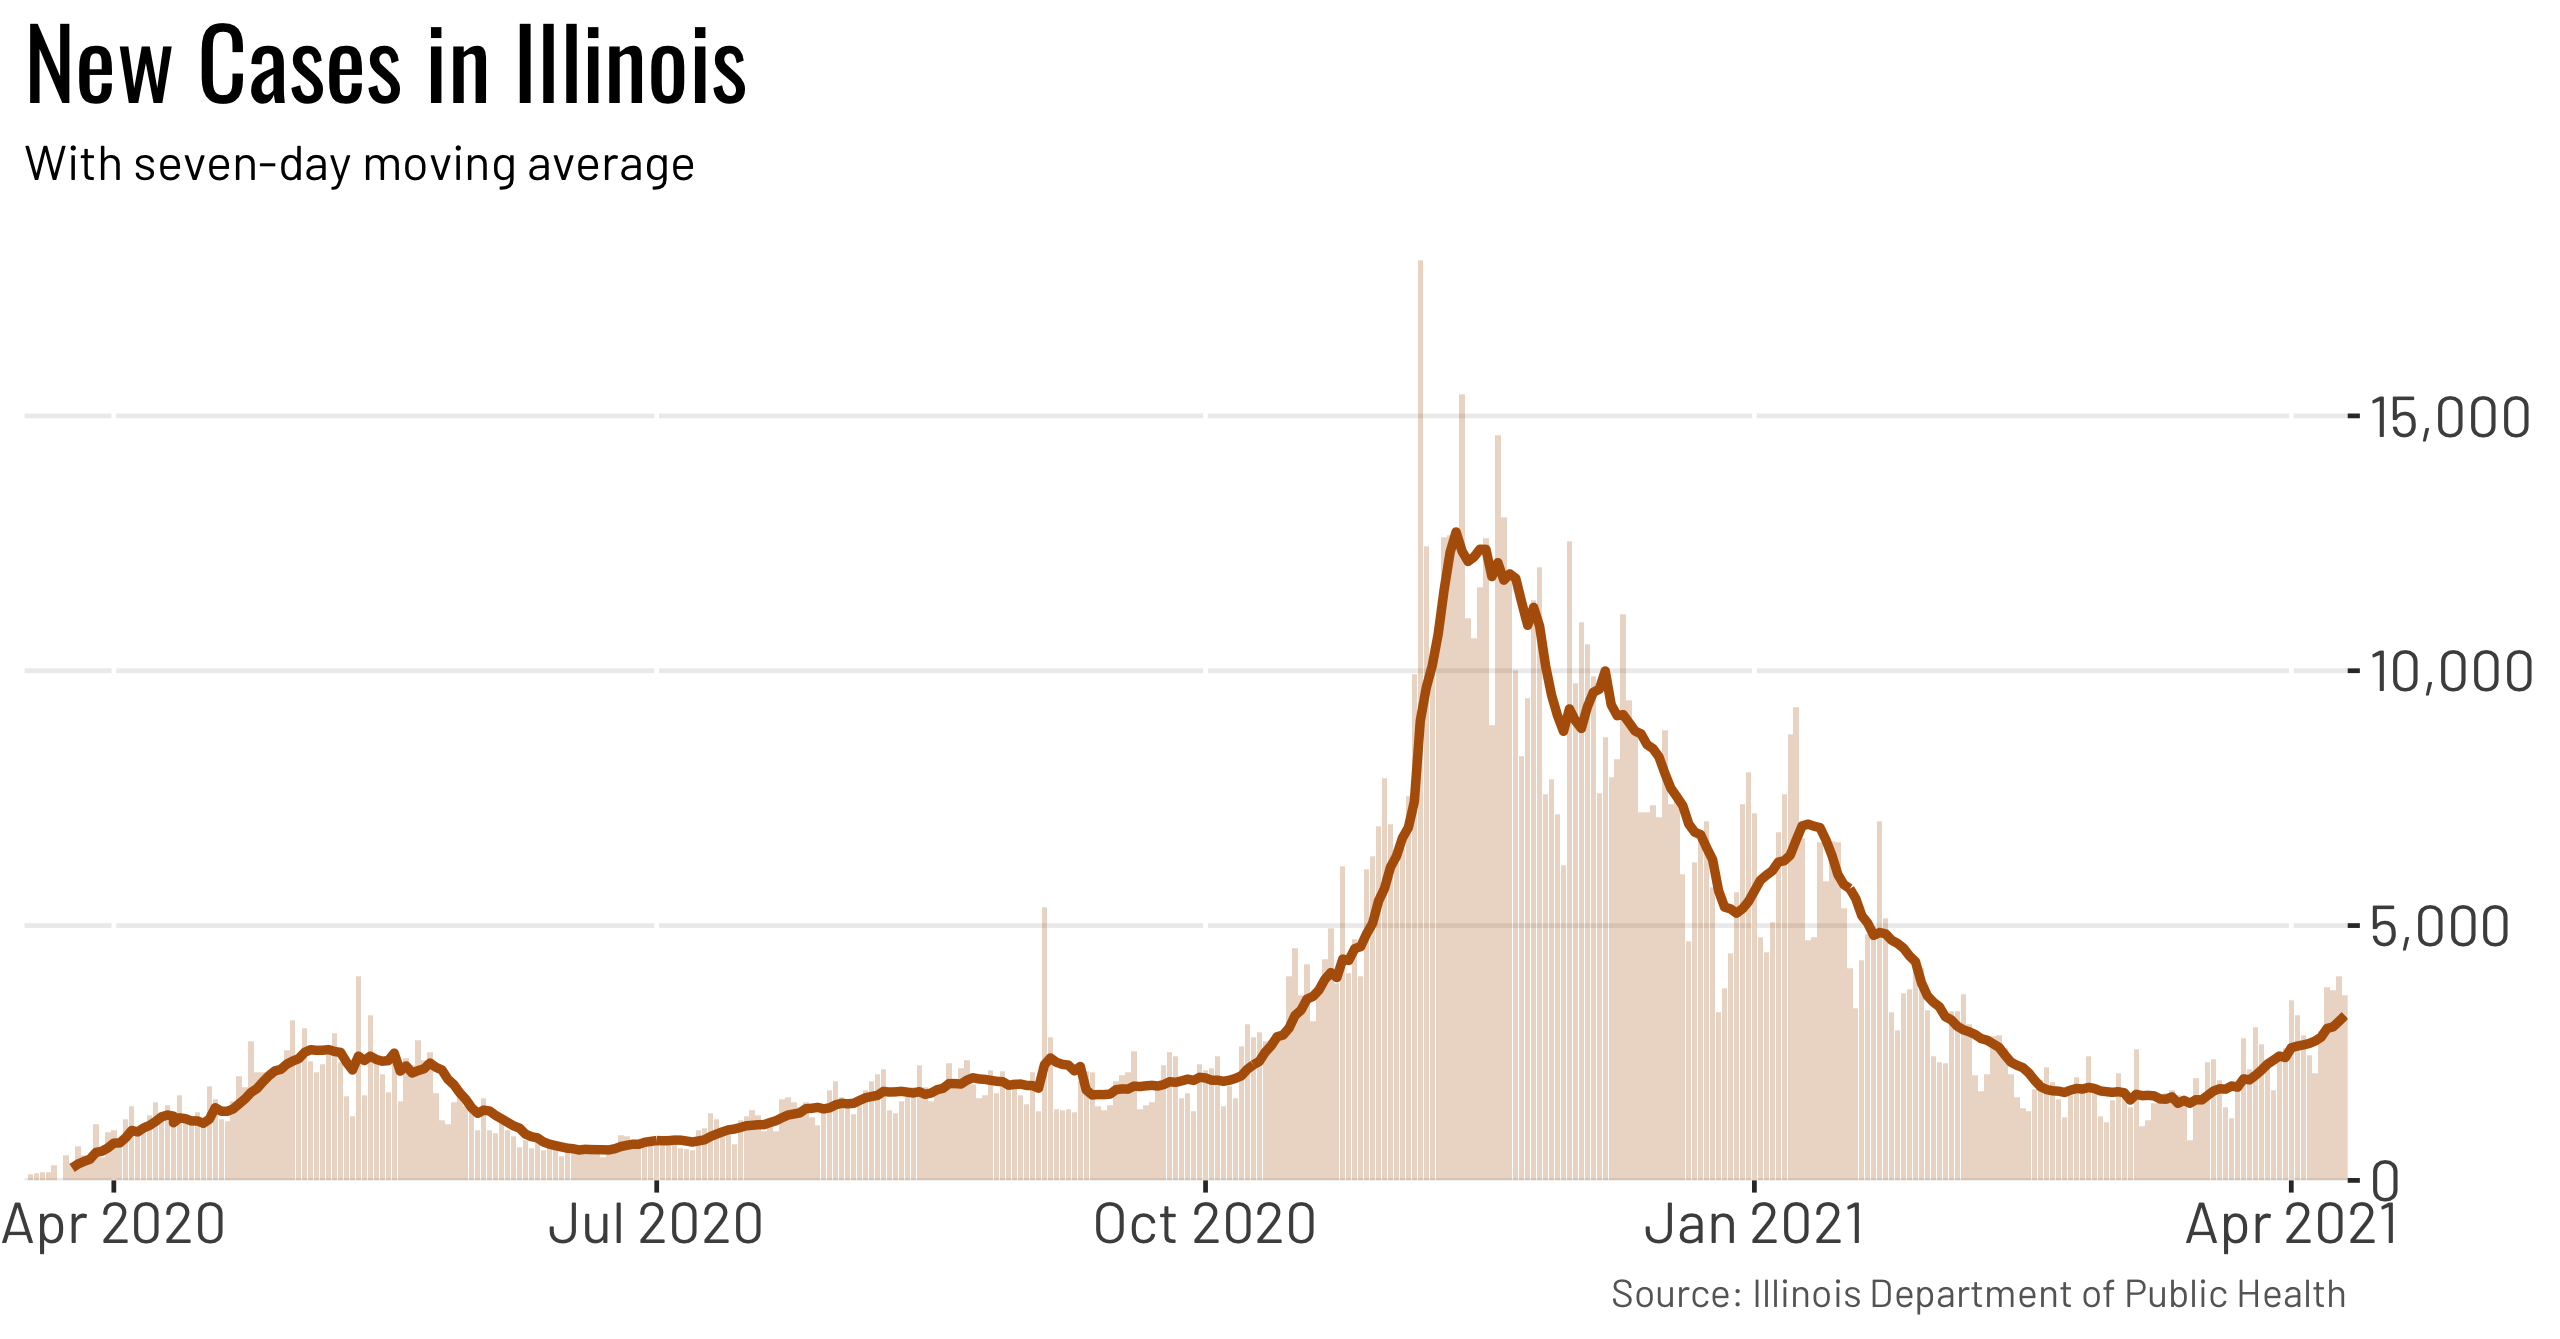 New Cases in Illinois
With seven-day moving average
15,000
10,000
5,000
0
Apr 2020 Jul 2020 Oct 2020 Jan 2021 Apr 2021
Source: Illinois Department of Public Health